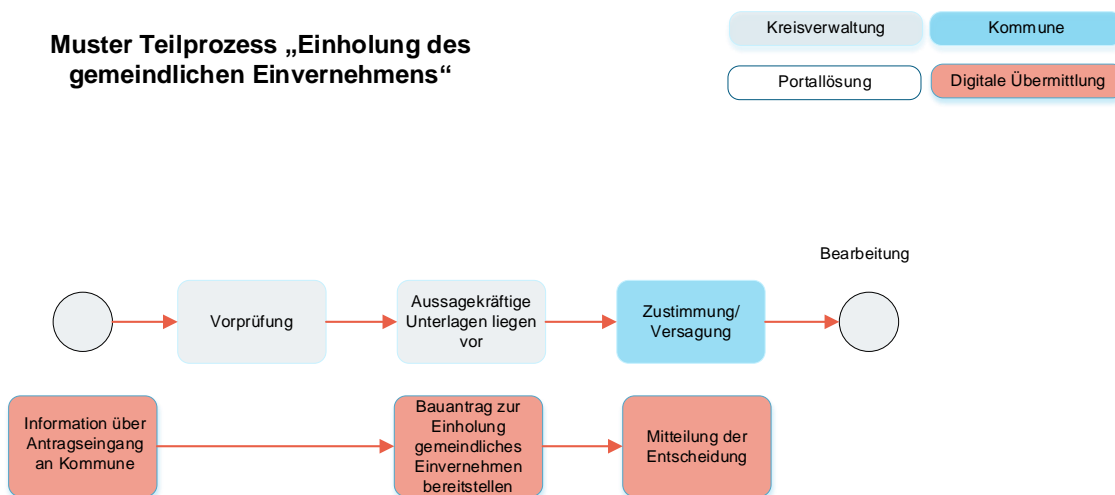 Muster Teilprozess „Einholung des
gemeindlichen Einvernehmens“
Kreisverwaltung
Kommune
Portallösung
Digitale Übermittlung
Bearbeitung
Vorprüfung
Aussagekräftige
Unterlagen liegen
vor
Zustimmung/
Versagung
Information über
Antragseingang
an Kommune
Bauantrag zur
Einholung
gemeindliches
Einvernehmen
bereitstellen
Mitteilung der
Entscheidung